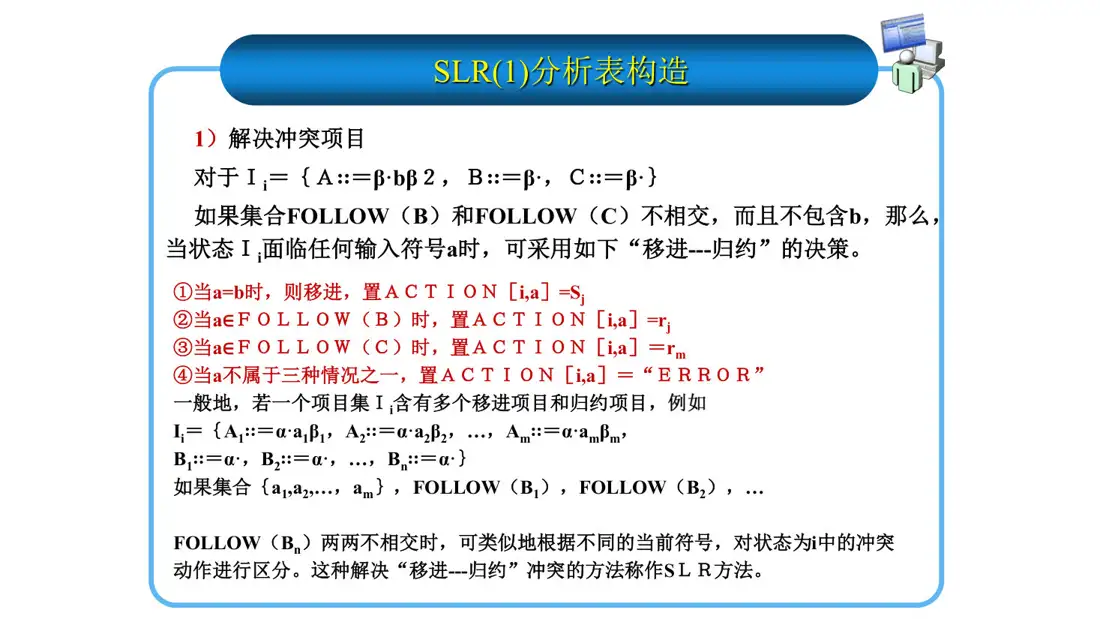 SLR(1)分析表构造
1）解决冲突项目
对于Ｉi＝｛Ａ∷＝β·bβ２，Ｂ∷＝β·，Ｃ∷＝β·｝
如果集合FOLLOW（B）和FOLLOW（C）不相交，而且不包含b，那么，
当状态Ｉi面临任何输入符号a时，可采用如下“移进---归约”的决策。
①当a=b时，则移进，置ＡＣＴＩＯＮ［i,a］=Sj
②当a∈ＦＯＬＬＯＷ（Ｂ）时，置ＡＣＴＩＯＮ［i,a］=rj
③当a∈ＦＯＬＬＯＷ（Ｃ）时，置ＡＣＴＩＯＮ［i,a］＝rm
④当a不属于三种情况之一，置ＡＣＴＩＯＮ［i,a］＝“ＥＲＲＯＲ”
一般地，若一个项目集Ｉi含有多个移进项目和归约项目，例如
Ii＝｛A1∷＝α·a1β1，A2∷＝α·a2β2，…，Am∷＝α·amβm，
B1∷＝α·，B2∷＝α·，…，Bn∷＝α·｝
如果集合｛a1,a2,…，am｝，FOLLOW（B1），FOLLOW（B2），…
FOLLOW（Bn）两两不相交时，可类似地根据不同的当前符号，对状态为i中的冲突
动作进行区分。这种解决“移进---归约”冲突的方法称作SＬＲ方法。